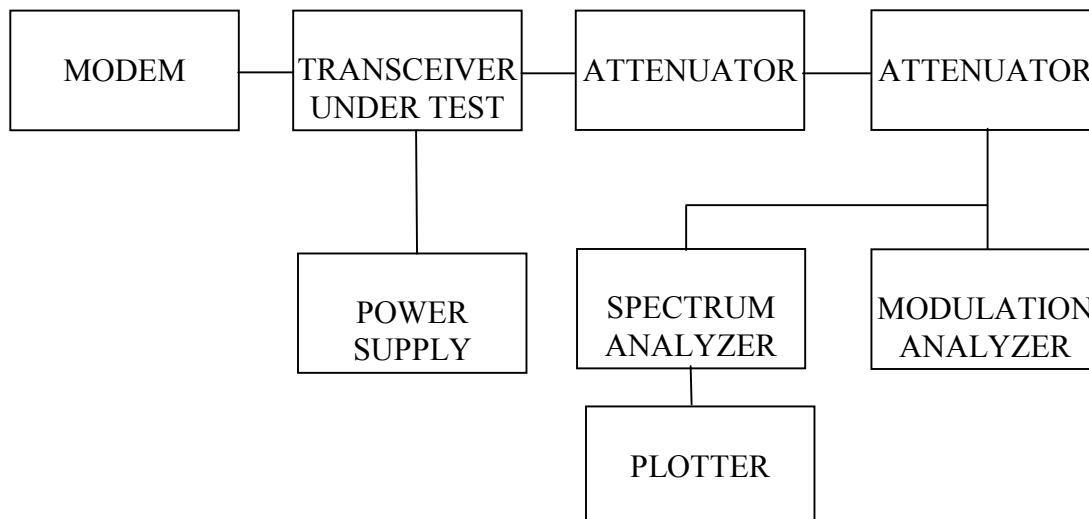 MODEM
TRANSCEIVER
UNDER TEST
ATTENUATOR
ATTENUATOR
POWER
SUPPLY
SPECTRUM
ANALYZER
MODULATION
ANALYZER
PLOTTER